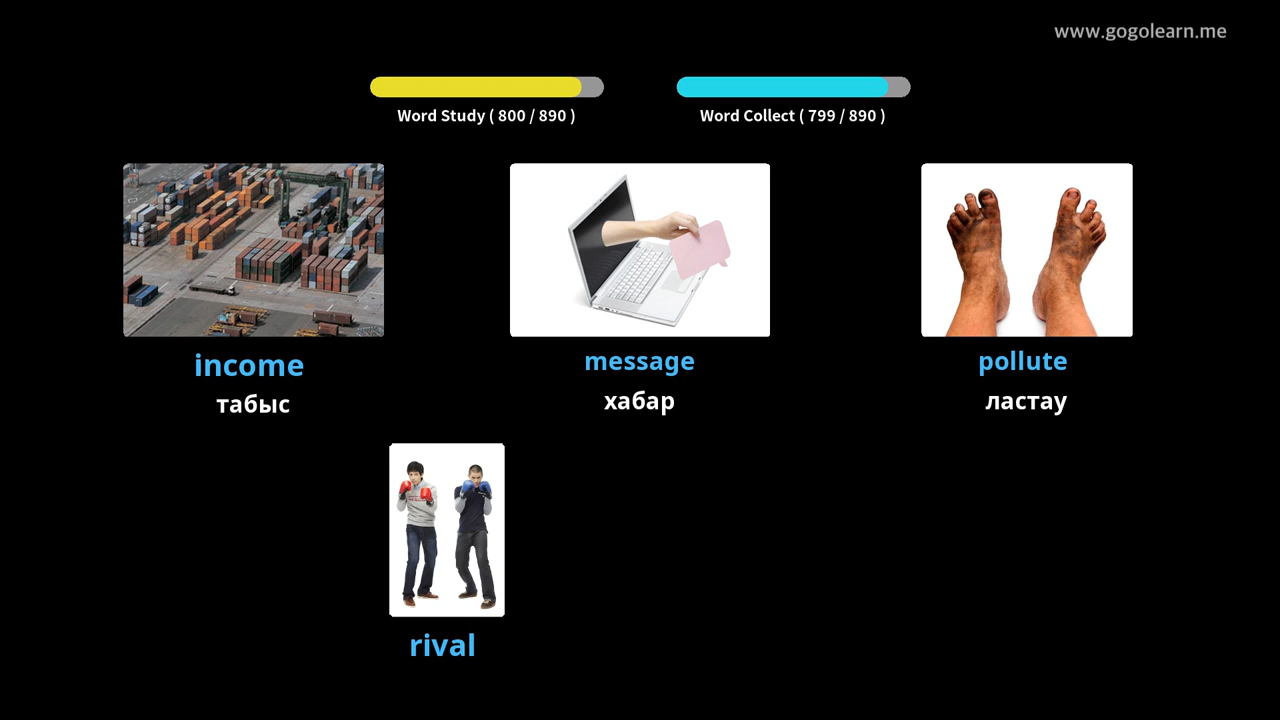 www.gogolearn.me
Word Study ( 800 / 890 )
Word Collect ( 799 / 890 )
income
message
pollute
табыс
хабар
ластау
rival